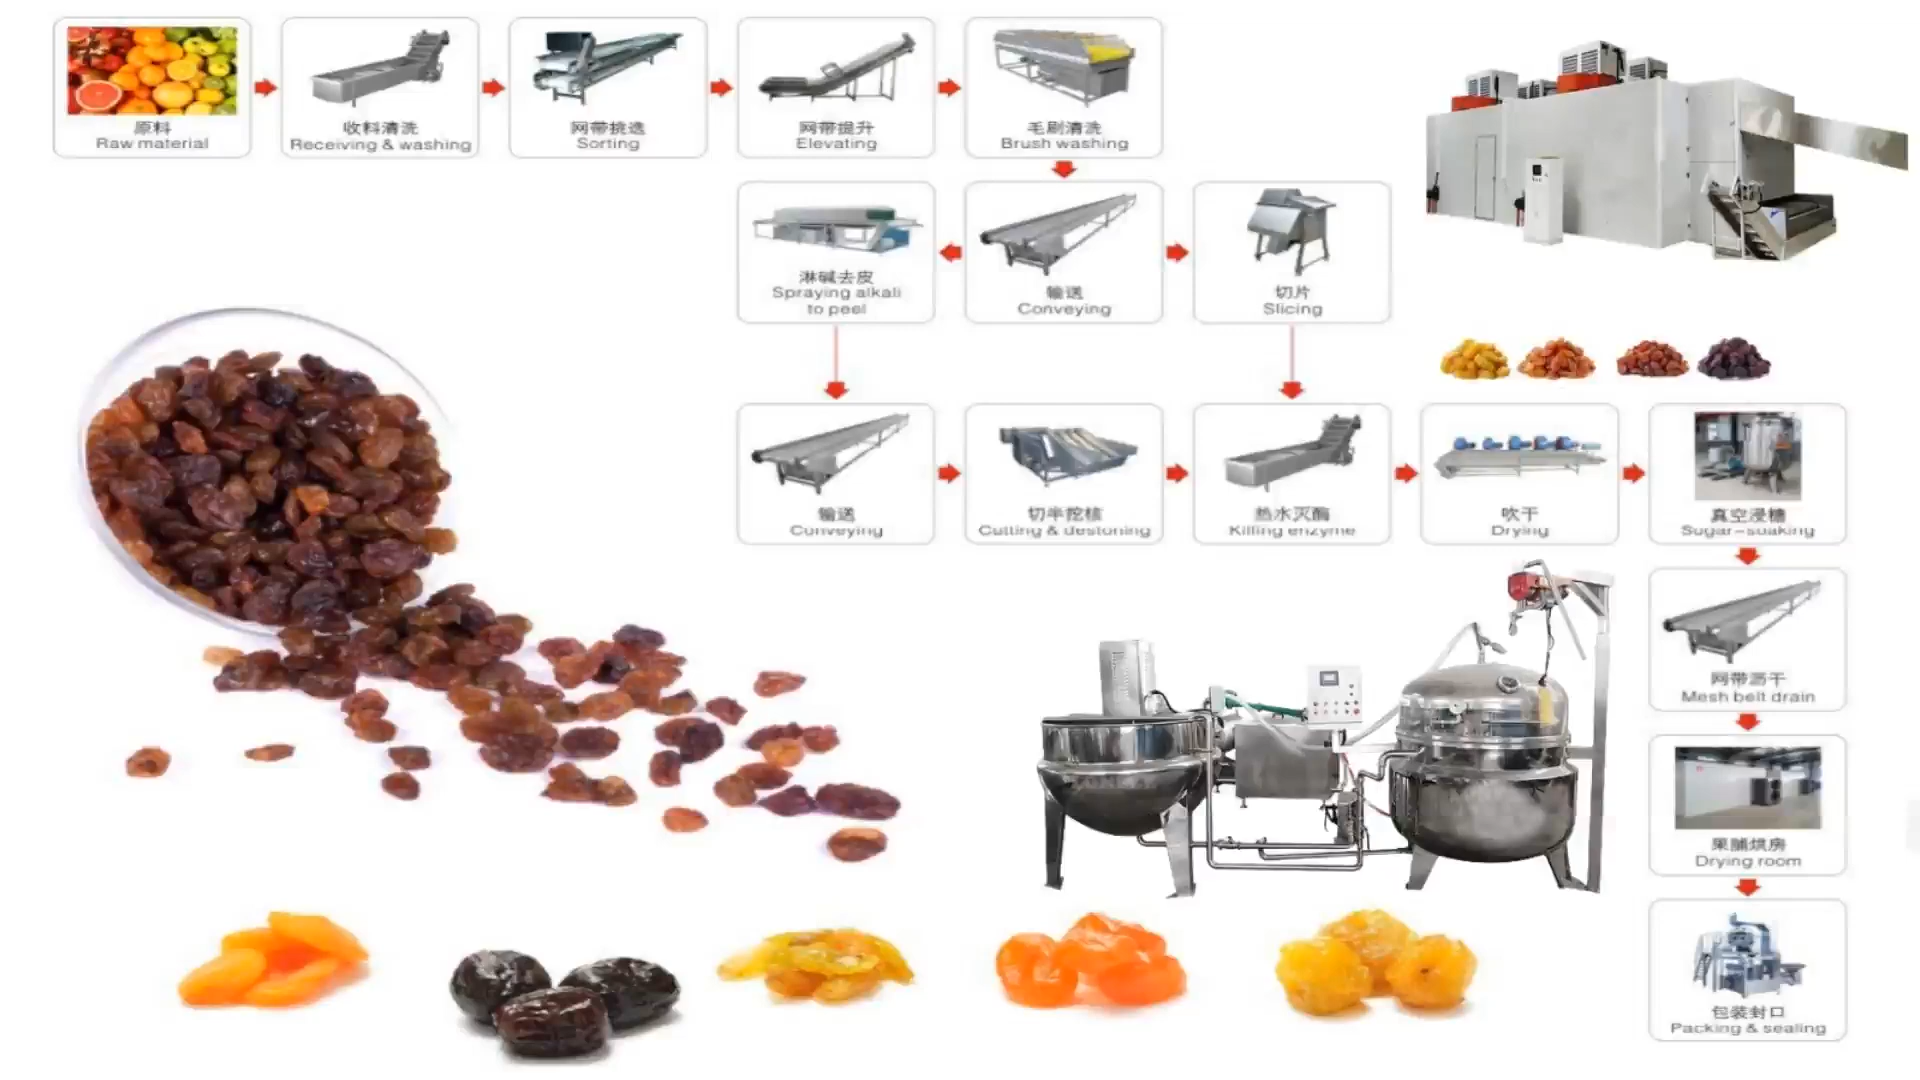 原料
Raw material
收料清洗
Receiving & washing
网带挑选
Sorting
网带提升
Elevating
毛刷清洗
Brush washing
淋碱去皮
Spraying alkali
to peel
输送
Conveying
切片
Slicing
输送
Conveying
切半挖核
Cutting & destoning
热水灭酶
Killing enzyme
吹干
Drying
真空浸糖
Sugar-soaking
网带沥干
Mesh belt drain
果脯烘房
Drying room
包装封口
Packing & sealing